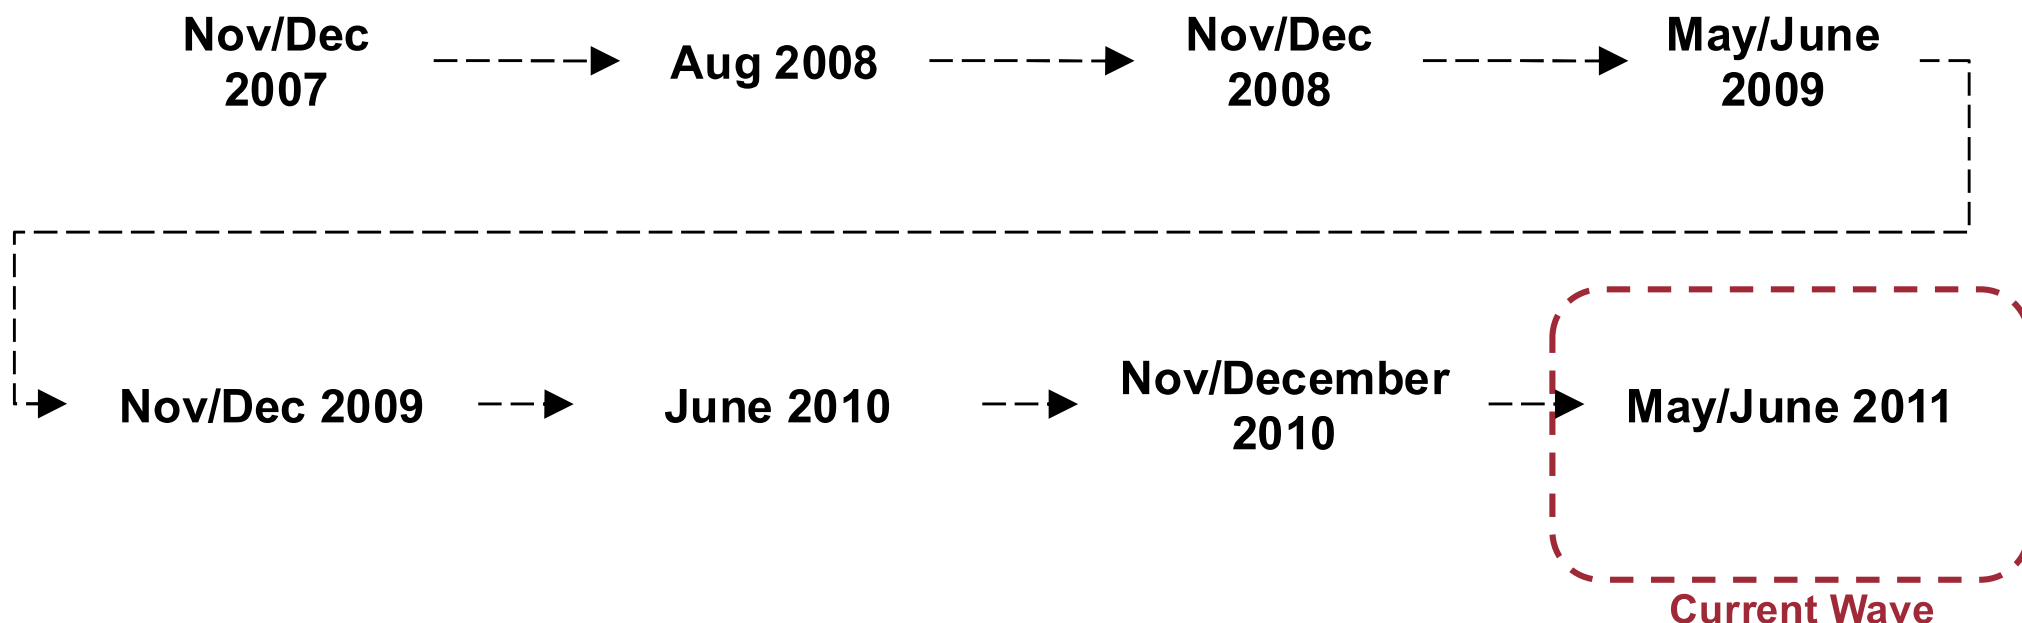 Nov/Dec
2007
Aug 2008
Nov/Dec
2008
May/June
2009
Nov/Dec 2009
June 2010
Nov/December
2010
May/June 2011
Current Wave